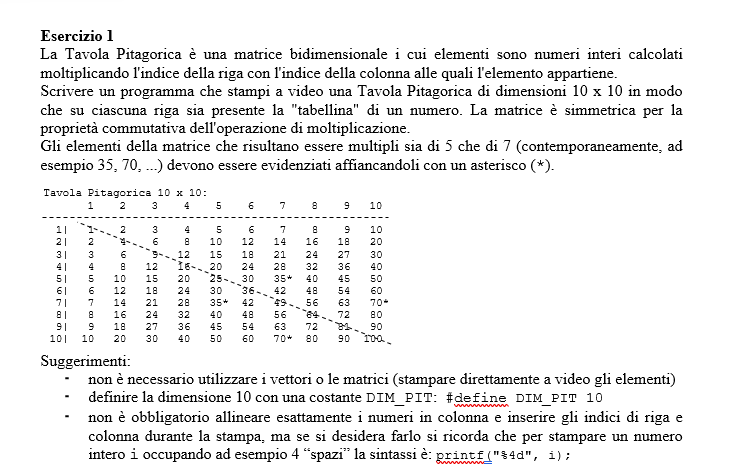 Esercizio 1
La Tavola Pitagorica è una matrice bidimensionale i cui elementi sono numeri interi calcolati
moltiplicando l'indice della riga con l'indice della colonna alle quali l'elemento appartiene.
Scrivere un programma che stampi a video una Tavola Pitagorica di dimensioni 10 x 10 in modo
che su ciascuna riga sia presente la "tabellina" di un numero. La matrice è simmetrica per la
proprietà commutativa dell'operazione di moltiplicazione.
Gli elementi della matrice che risultano essere multipli sia di 5 che di 7 (contemporaneamente, ad
esempio 35, 70, ...) devono essere evidenziati affiancandoli con un asterisco (*).
Tavola Pitagorica 10 x 10:
1 2 3 4 5 6 7 8 9 10
------------------------------------------------
1| 1 2 3 4 5 6 7 8 9 10
2| 2 4 6 8 10 12 14 16 18 20
3| 3 6 9 12 15 18 21 24 27 30
4| 4 8 12 16 20 24 28 32 36 40
5| 5 10 15 20 25 30 35* 40 45 50
6| 6 12 18 24 30 36 42 48 54 60
7| 7 14 21 28 35* 42 49 56 63 70*
8| 8 16 24 32 40 48 56 64 72 80
9| 9 18 27 36 45 54 63 72 81 90
10| 10 20 30 40 50 60 70* 80 90 100
Suggerimenti:
- non è necessario utilizzare i vettori o le matrici (stampare direttamente a video gli elementi)
- definire la dimensione 10 con una costante DIM_PIT: #define DIM_PIT 10
- non è obbligatorio allineare esattamente i numeri in colonna e inserire gli indici di riga e
colonna durante la stampa, ma se si desidera farlo si ricorda che per stampare un numero
intero i occupando ad esempio 4 “spazi” la sintassi è: printf("%4d", i);